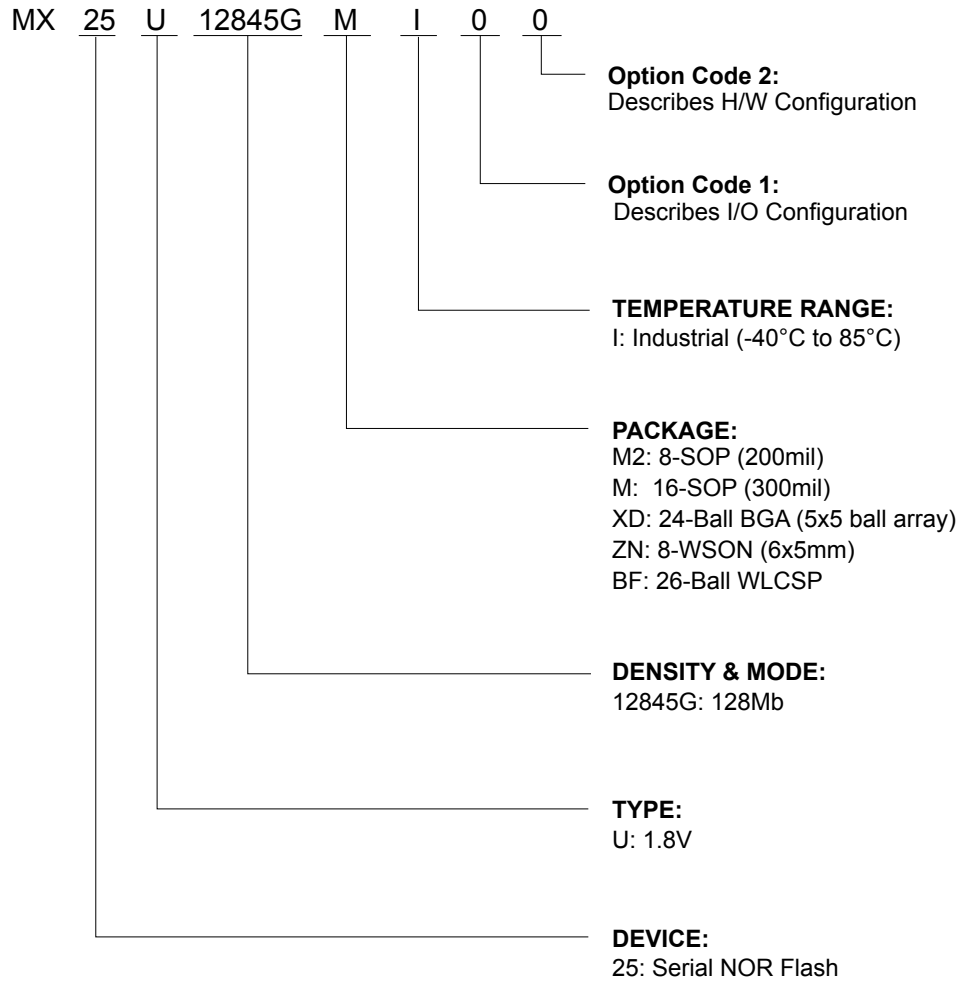 MX 25 U 12845G M I 0 0
Option Code 2:
Describes H/W Configuration
Option Code 1:
Describes I/O Configuration
TEMPERATURE RANGE:
I: Industrial (-40°C to 85°C)
PACKAGE:
M2: 8-SOP (200mil)
M: 16-SOP (300mil)
XD: 24-Ball BGA (5x5 ball array)
ZN: 8-WSON (6x5mm)
BF: 26-Ball WLCSP
DENSITY & MODE:
12845G: 128Mb
TYPE:
U: 1.8V
DEVICE:
25: Serial NOR Flash